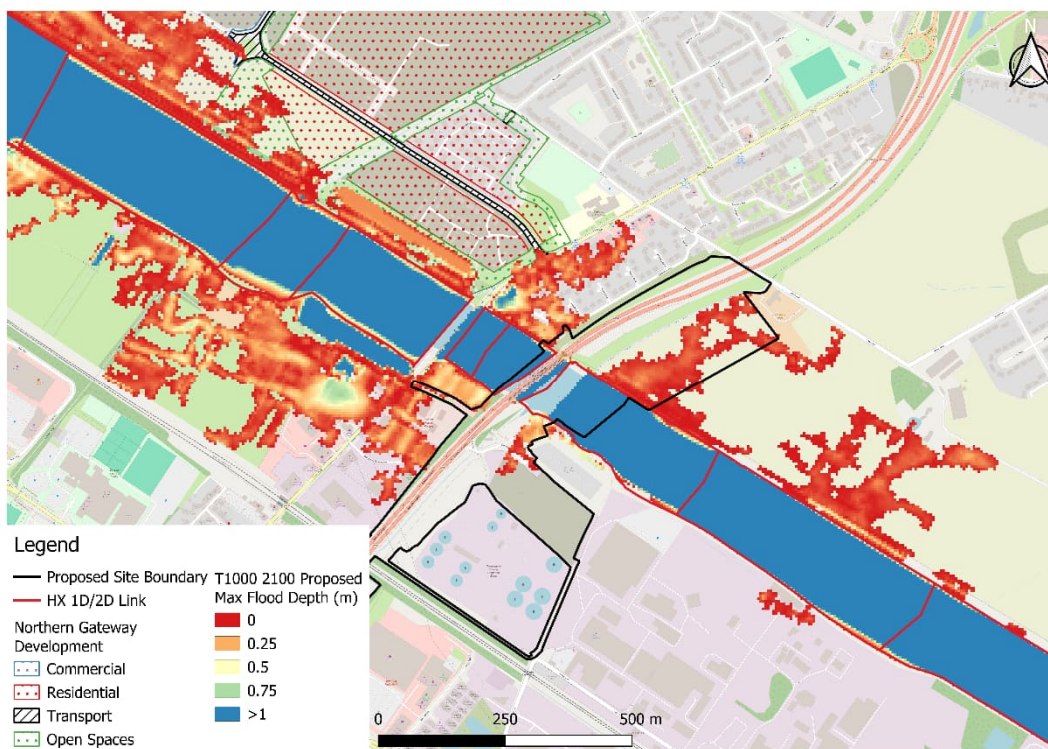 N
Legend
Proposed Site Boundary
HX 1D/2D Link
Northern Gateway
Development
Commercial
Residential
Transport
Open Spaces
T1000 2100 Proposed
Max Flood Depth (m)
0
0.25
0.5
0.75
>1
0
250
500 m